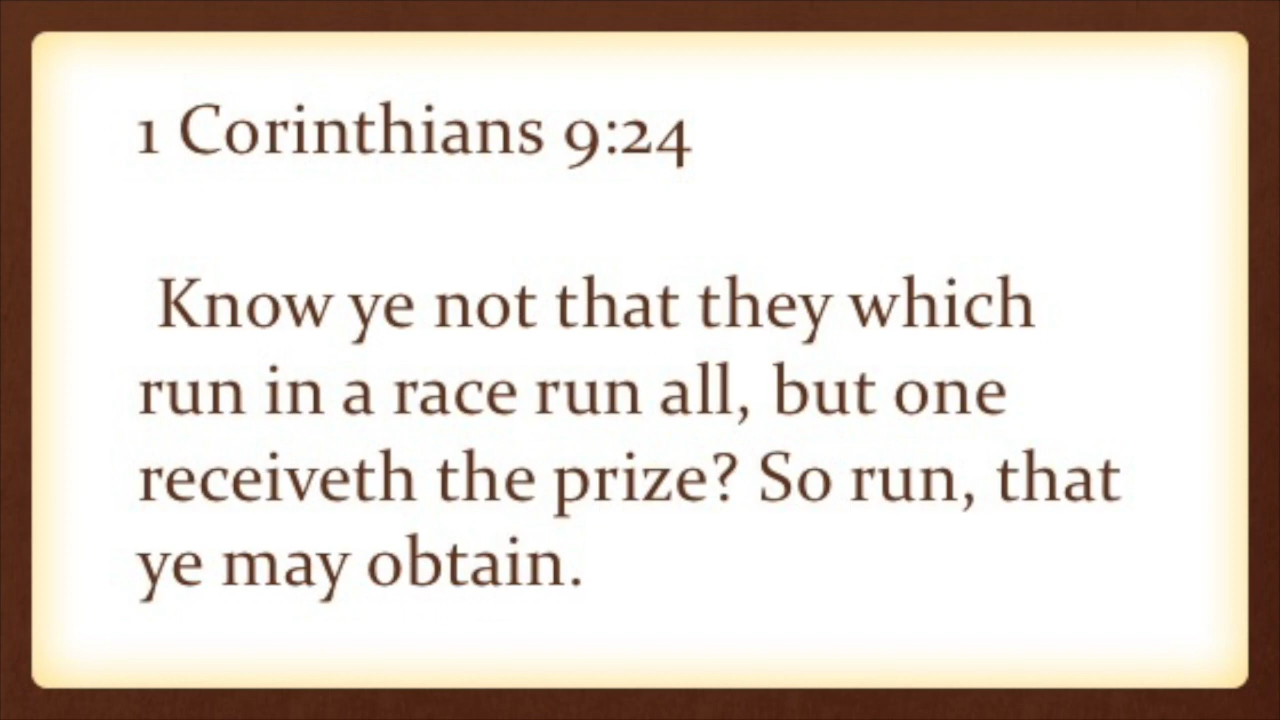 1 Corinthians 9:24
Know ye not that they which
run in a race run all, but one
receiveth the prize? So run, that
ye may obtain.